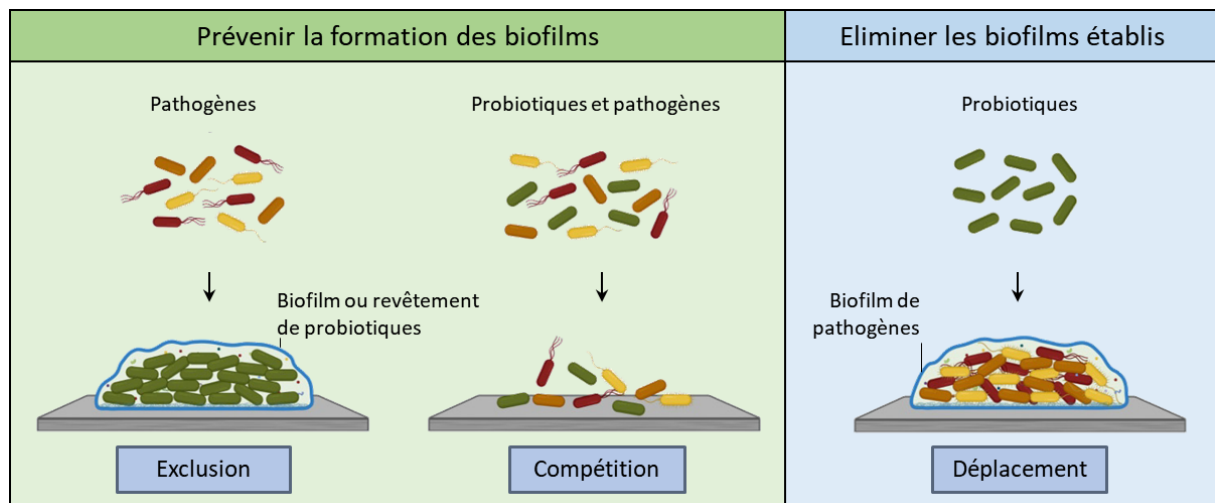 Prévenir la formation des biofilms
Eliminer les biofilms établis
Pathogènes
Probiotiques et pathogènes
Probiotiques
Biofilm ou revêtement
de probiotiques
Biofilm de
pathogènes
Exclusion
Compétition
Déplacement